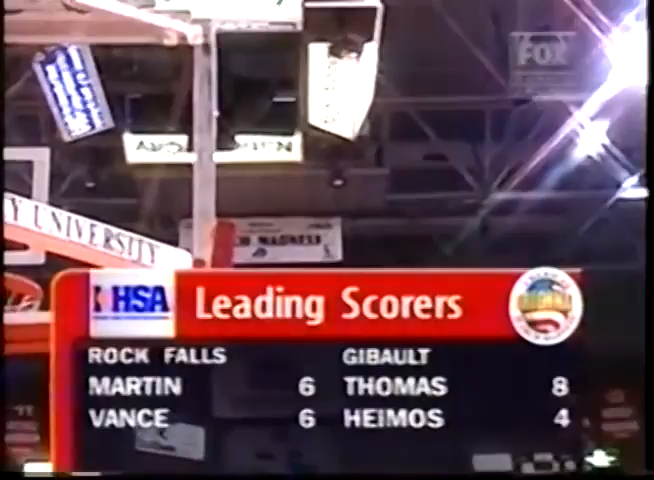 FOX
Y UNIVERSITY
MADNESS
IHSA
Leading Scorers
ROCK FALLS GIBAULT
MARTIN 6 THOMAS 8
VANCE 6 HEIMOS 4